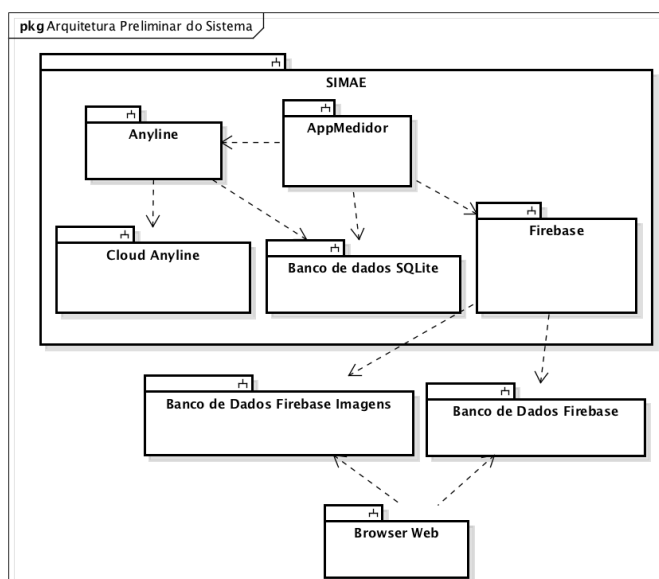 pkg Arquitetura Preliminar do Sistema
SIMAE
Anyline
AppMedidor
Cloud Anyline
Banco de dados SQLite
Firebase
Banco de Dados Firebase Imagens
Banco de Dados Firebase
Browser Web